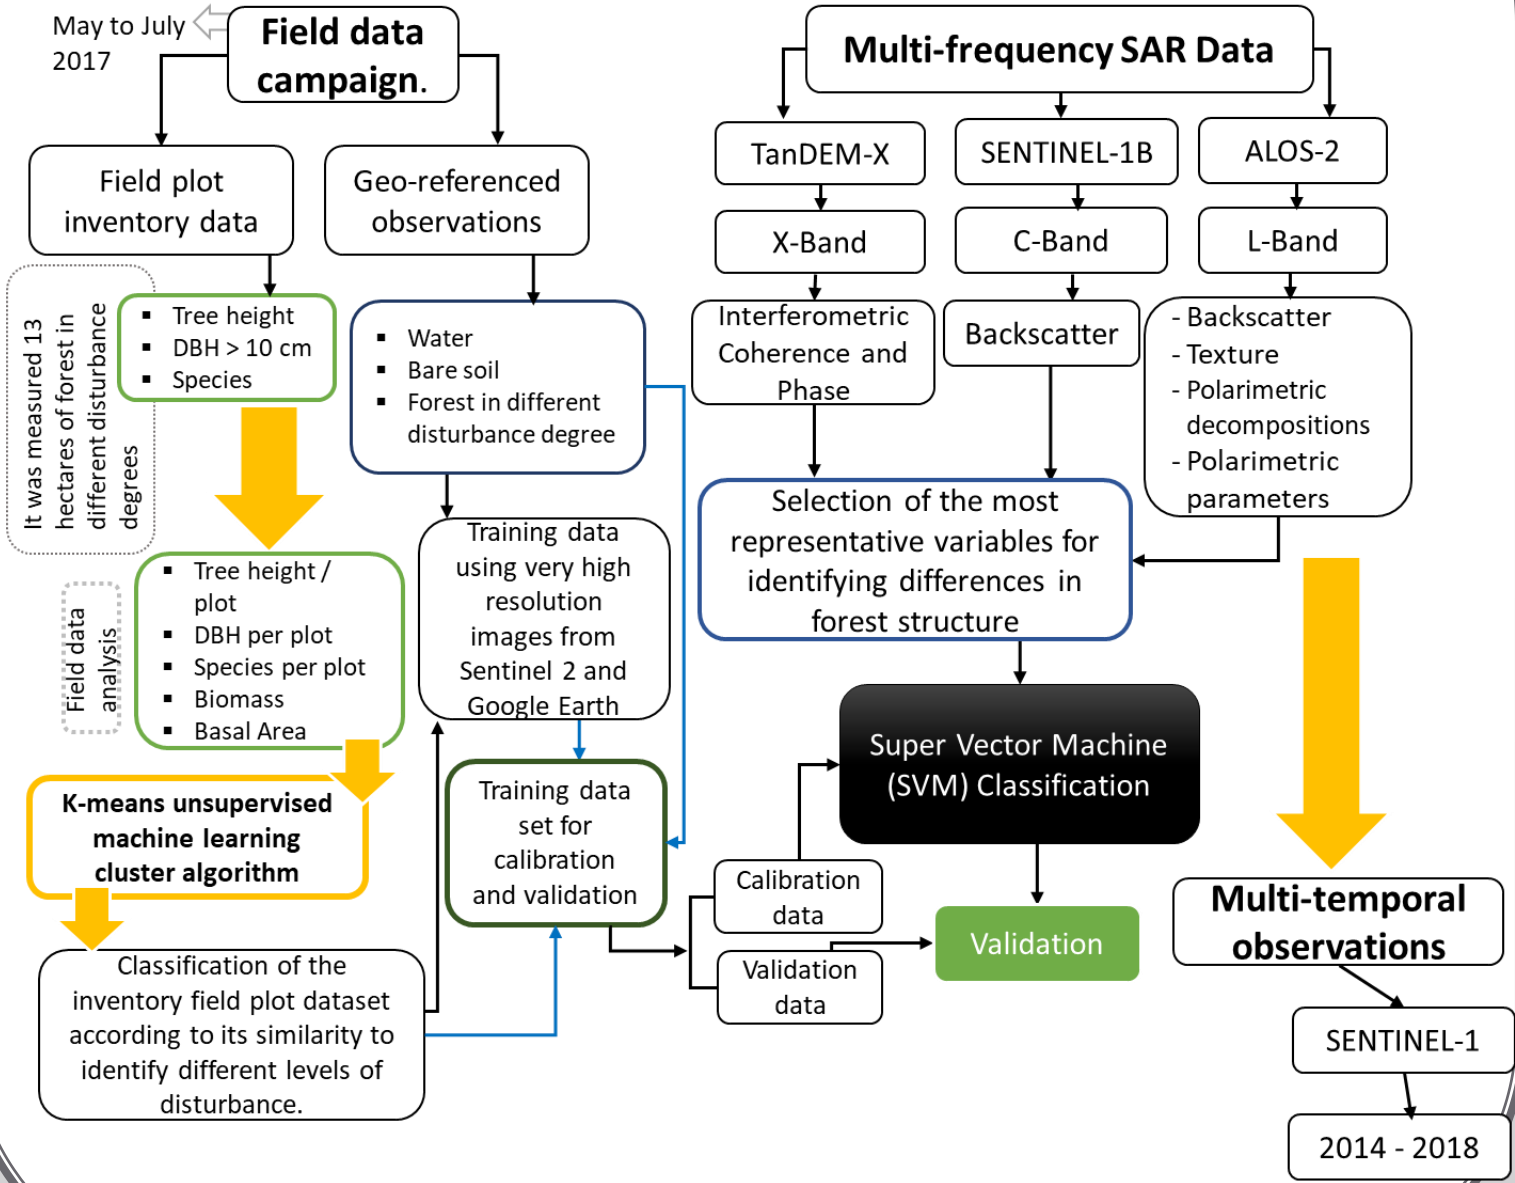 May to July
2017
Field data
campaign.
Field plot
inventory data
Geo-referenced
observations
It was measured 13
hectares of forest in
different disturbance
degrees
▪ Tree height
▪ DBH > 10 cm
▪ Species
▪ Water
▪ Bare soil
▪ Forest in different
disturbance degree
Field data
analysis
▪ Tree height /
plot
▪ DBH per plot
▪ Species per plot
▪ Biomass
▪ Basal Area
Training data
using very high
resolution
images from
Sentinel 2 and
Google Earth
K-means unsupervised
machine learning
cluster algorithm
Training data
set for
calibration
and validation
Classification of the
inventory field plot dataset
according to its similarity to
identify different levels of
disturbance.
Calibration
data
Validation
data
Multi-frequency SAR Data
TanDEM-X
SENTINEL-1B
ALOS-2
X-Band
C-Band
L-Band
Interferometric
Coherence and
Phase
Backscatter
- Backscatter
- Texture
- Polarimetric
decompositions
- Polarimetric
parameters
Selection of the most
representative variables for
identifying differences in
forest structure
Super Vector Machine
(SVM) Classification
Validation
Multi-temporal
observations
SENTINEL-1
2014 - 2018